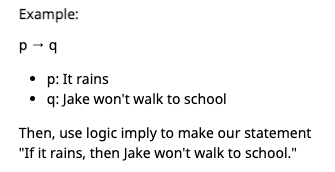 Example:
p → q
• p: It rains
• q: Jake won't walk to school
Then, use logic imply to make our statement
"If it rains, then Jake won't walk to school."